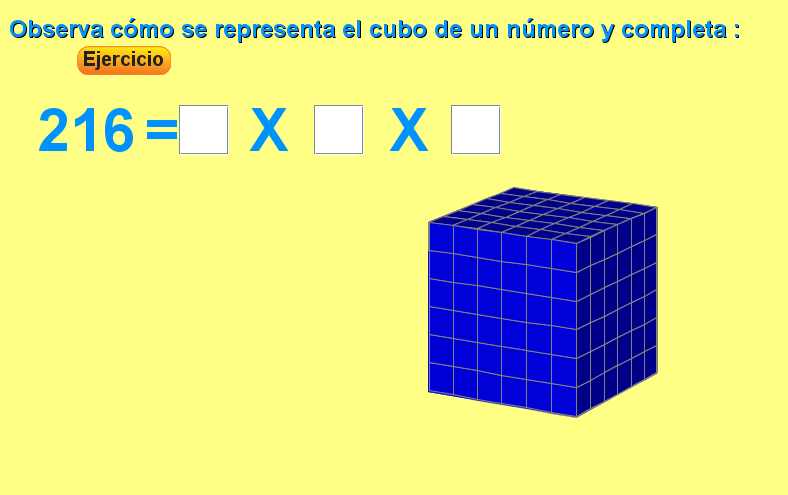 Observa cómo se representa el cubo de un número y completa :
Ejercicio
216 = X X